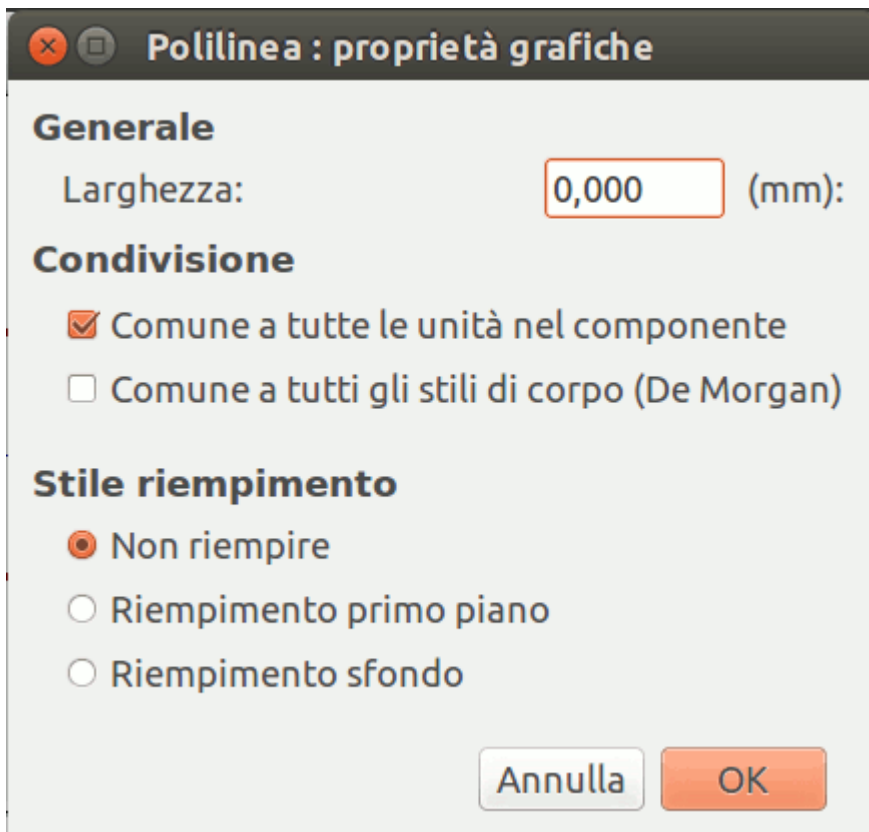 Polilinea : proprietà grafiche
Generale
Larghezza: 0,000 (mm):
Condivisione
Comune a tutte le unità nel componente
Comune a tutti gli stili di corpo (De Morgan)
Stile riempimento
Non riempire
Riempimento primo piano
Riempimento sfondo
Annulla OK